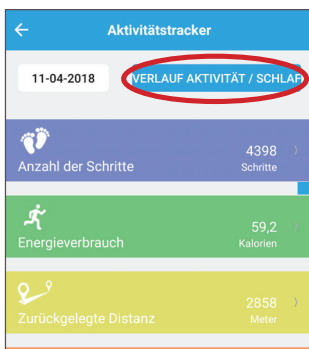 Aktivitätstracker
11-04-2018
VERLAUF AKTIVITÄT / SCHLAF
4398
Anzahl der Schritte
Schritte
59,2
Energieverbrauch
Kalorien
2858
Zurückgelegte Distanz
Meter